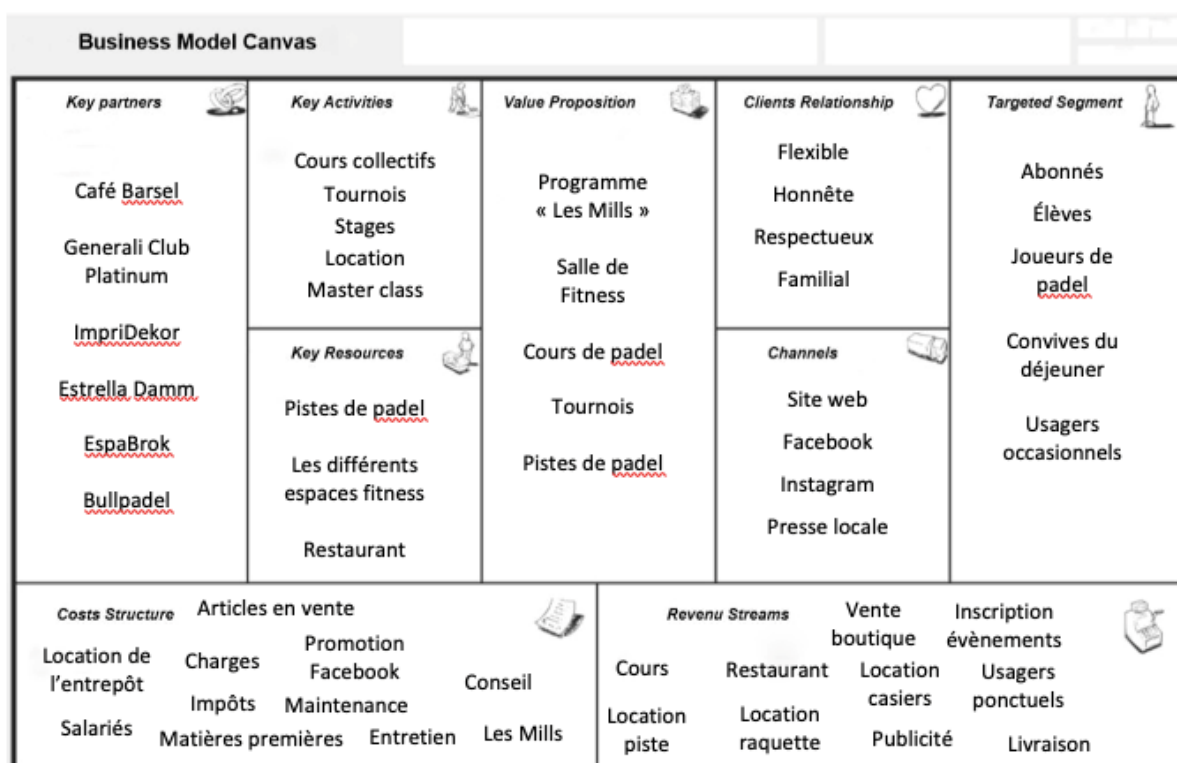 Business Model Canvas
Key partners
Café Barsel
Generali Club
Platinum
ImpriDekor
Estrella Damm
EspaBrok
Bullpadel
Key Activities
Cours collectifs
Tournois
Stages
Location
Master class
Key Resources
Pistes de padel
Les différents
espaces fitness
Restaurant
Value Proposition
Programme
« Les Mills »
Salle de
Fitness
Cours de padel
Tournois
Pistes de padel
Clients Relationship
Flexible
Honnête
Respectueux
Familial
Channels
Site web
Facebook
Instagram
Presse locale
Targeted Segment
Abonnés
Élèves
Joueurs de
padel
Convives du
déjeuner
Usagers
occasionnels
Costs Structure
Articles en vente
Location de
l'entrepôt
Charges
Promotion
Facebook
Conseil
Impôts
Maintenance
Salariés
Matières premières
Entretien
Les Mills
Revenu Streams
Vente
boutique
Inscription
évènements
Cours
Restaurant
Location
casiers
Usagers
ponctuels
Location
piste
Location
raquette
Publicité
Livraison